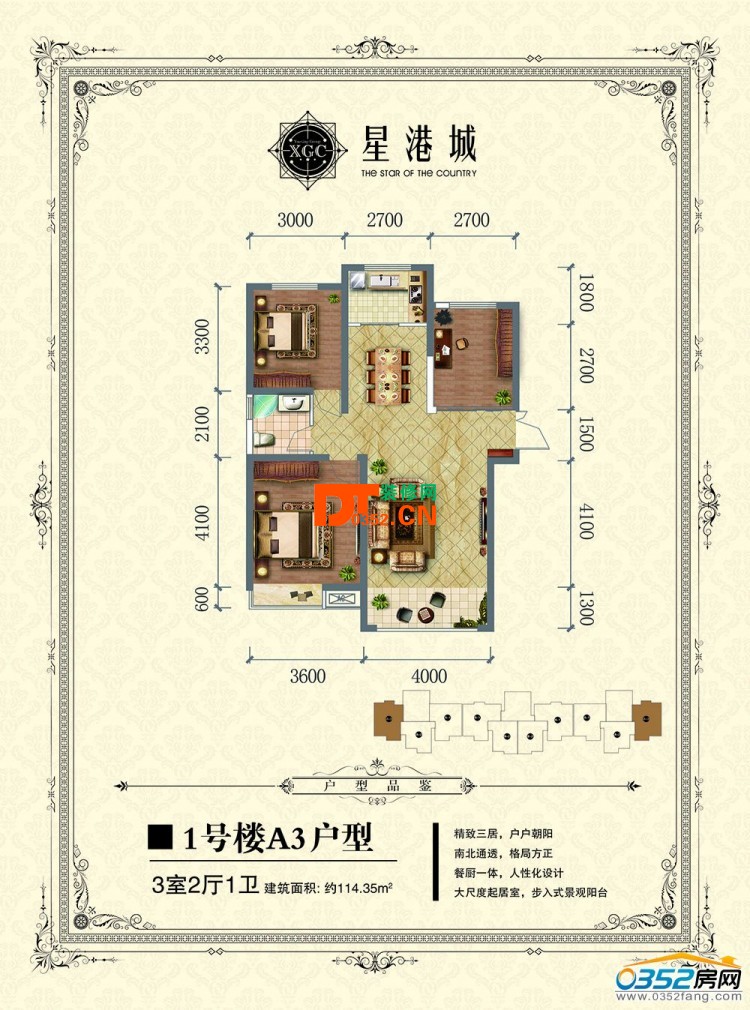 XGC
星港城
THE STAR OF THE COUNTRY
3000 2700 2700
3300
2100
4100
600
1800
2700
1500
4100
1300
3600 4000
DT装修网
0352.CN
户型品鉴
■ 1号楼A3户型
3室2厅1卫 建筑面积: 约114.35m²
精致三居，户户朝阳
南北通透，格局方正
餐厨一体，人性化设计
大尺度起居室，步入式景观阳台
0352房网
www.0352fang.com